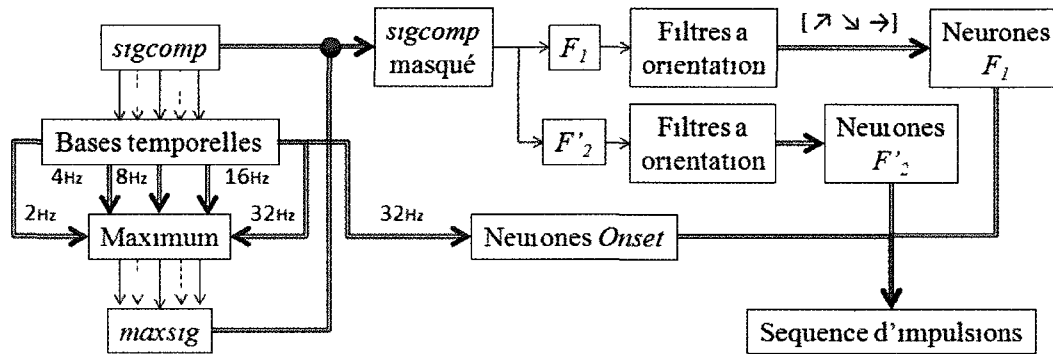 sigcomp
sigcomp
masqué
F1
Filtres a
orientation
[↗ ↘ →]
Neurones
F1
F'2
Filtres a
orientation
Neurones
F'2
Bases temporelles
4Hz 8Hz 16Hz
2Hz 32Hz 32Hz
Maximum
Neurones Onset
maxsig
Sequence d'impulsions